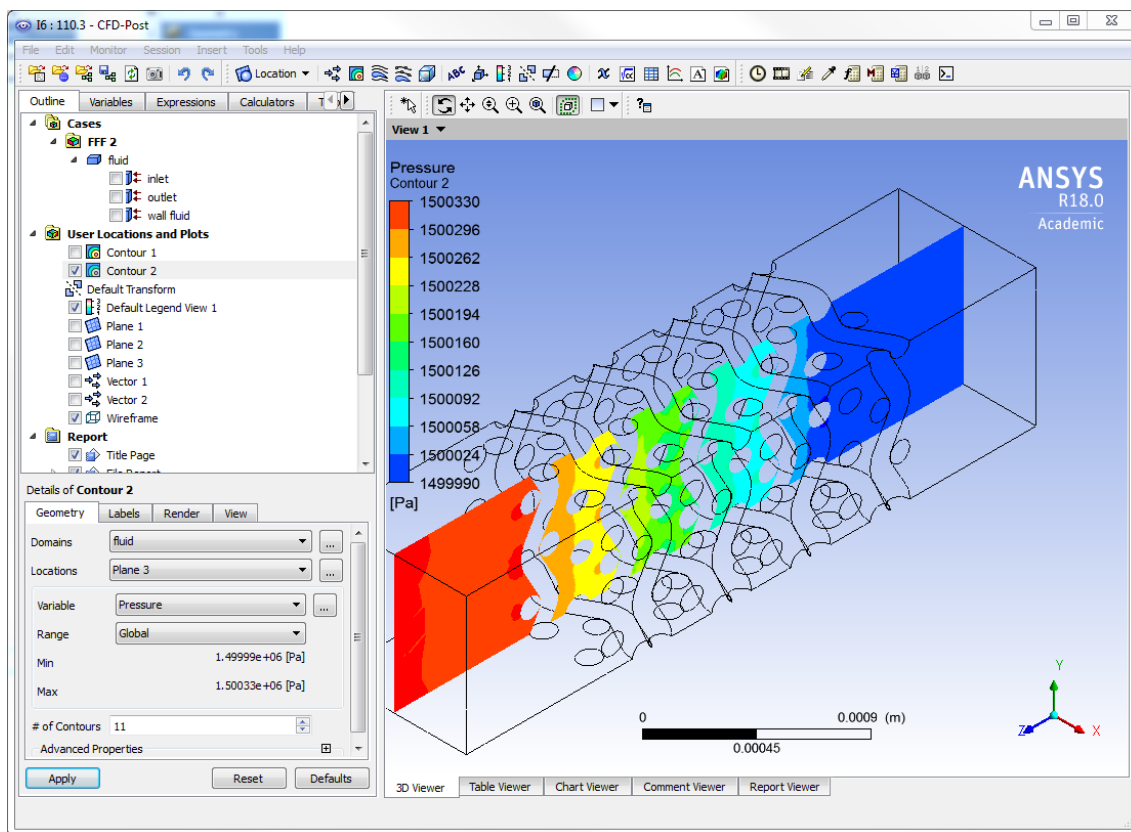 I6 : 110.3 - CFD-Post
File Edit Monitor Session Insert Tools Help
Location
Outline Variables Expressions Calculators
Cases
FFF 2
fluid
inlet
outlet
wall fluid
User Locations and Plots
Contour 1
Contour 2
Default Transform
Default Legend View 1
Plane 1
Plane 2
Plane 3
Vector 1
Vector 2
Wireframe
Report
Title Page
Details of Contour 2
Geometry Labels Render View
Domains fluid ...
Locations Plane 3 ...
Variable Pressure ...
Range Global
Min 1.49999e+06 [Pa]
Max 1.50033e+06 [Pa]
# of Contours 11
Advanced Properties
Apply Reset Defaults
View 1
Pressure
Contour 2
1500330
1500296
1500262
1500228
1500194
1500160
1500126
1500092
1500058
1500024
1499990
[Pa]
ANSYS
R18.0
Academic
0 0.0009 (m)
0.00045
Y
Z X
3D Viewer Table Viewer Chart Viewer Comment Viewer Report Viewer